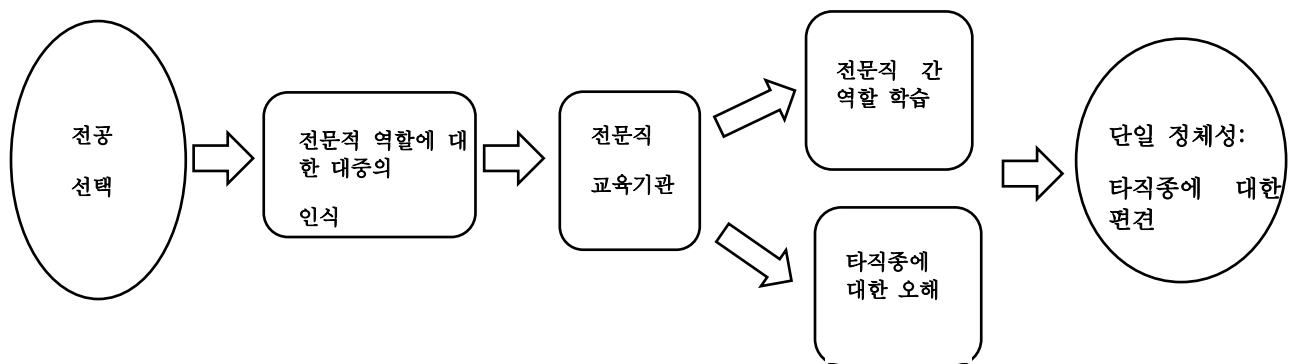 전공
선택
전문적 역할에 대
한 대중의
인식
전문직
교육기관
전문직 간
역할 학습
타직종에
대한 오해
단일 정체성:
타직종에 대한
편견